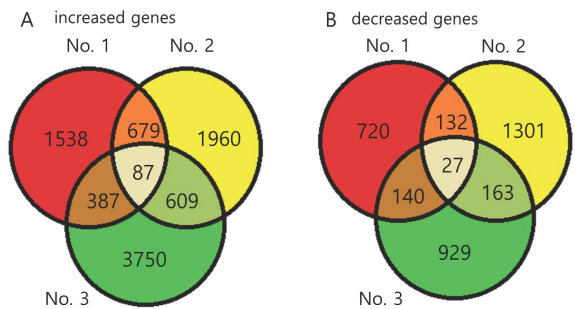 A increased genes
No. 1 No. 2
1538 679 1960
87
387 609
3750
No. 3
B decreased genes
No. 1 No. 2
720 132 1301
27
140 163
929
No. 3